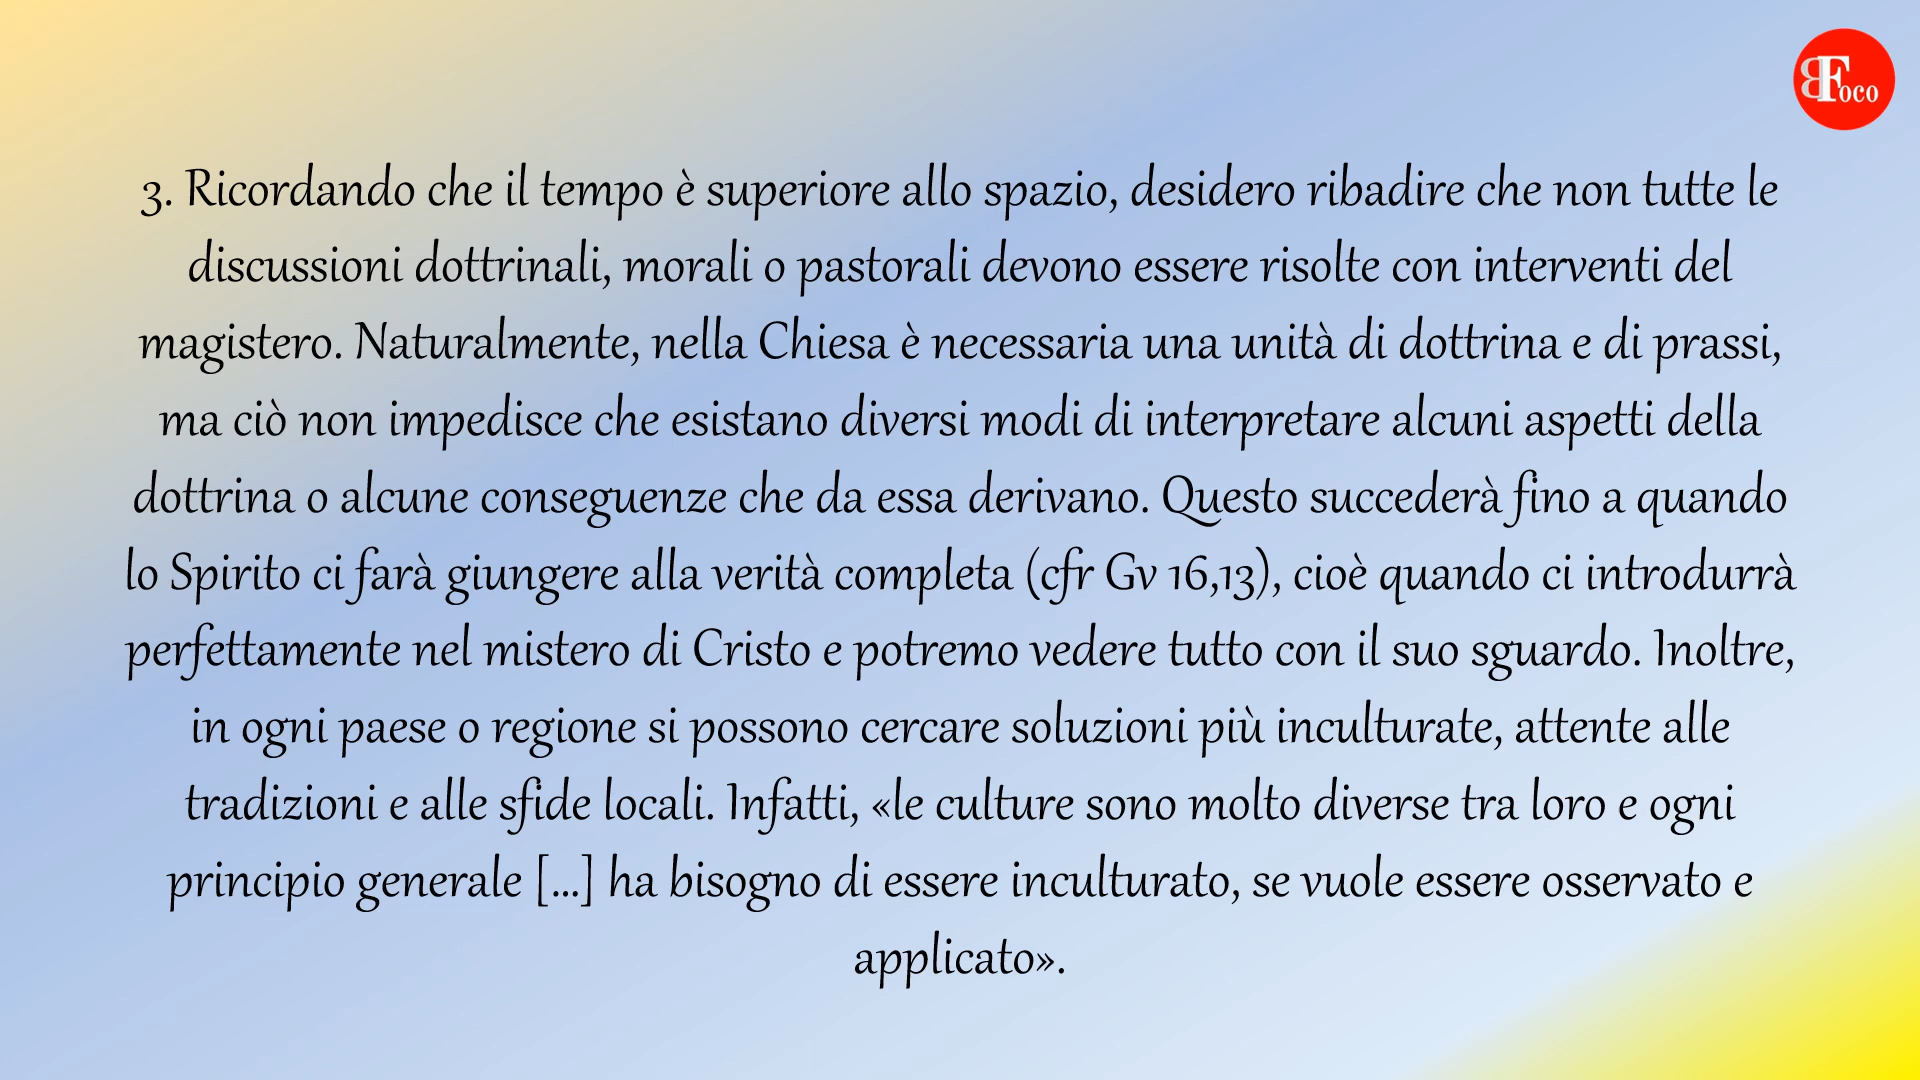 BFoco
3. Ricordando che il tempo è superiore allo spazio, desidero ribadire che non tutte le
discussioni dottrinali, morali o pastorali devono essere risolte con interventi del
magistero. Naturalmente, nella Chiesa è necessaria una unità di dottrina e di prassi,
ma ciò non impedisce che esistano diversi modi di interpretare alcuni aspetti della
dottrina o alcune conseguenze che da essa derivano. Questo succederà fino a quando
lo Spirito ci farà giungere alla verità completa (cfr Gv 16,13), cioè quando ci introdurrà
perfettamente nel mistero di Cristo e potremo vedere tutto con il suo sguardo. Inoltre,
in ogni paese o regione si possono cercare soluzioni più inculturate, attente alle
tradizioni e alle sfide locali. Infatti, «le culture sono molto diverse tra loro e ogni
principio generale [...] ha bisogno di essere inculturato, se vuole essere osservato e
applicato».